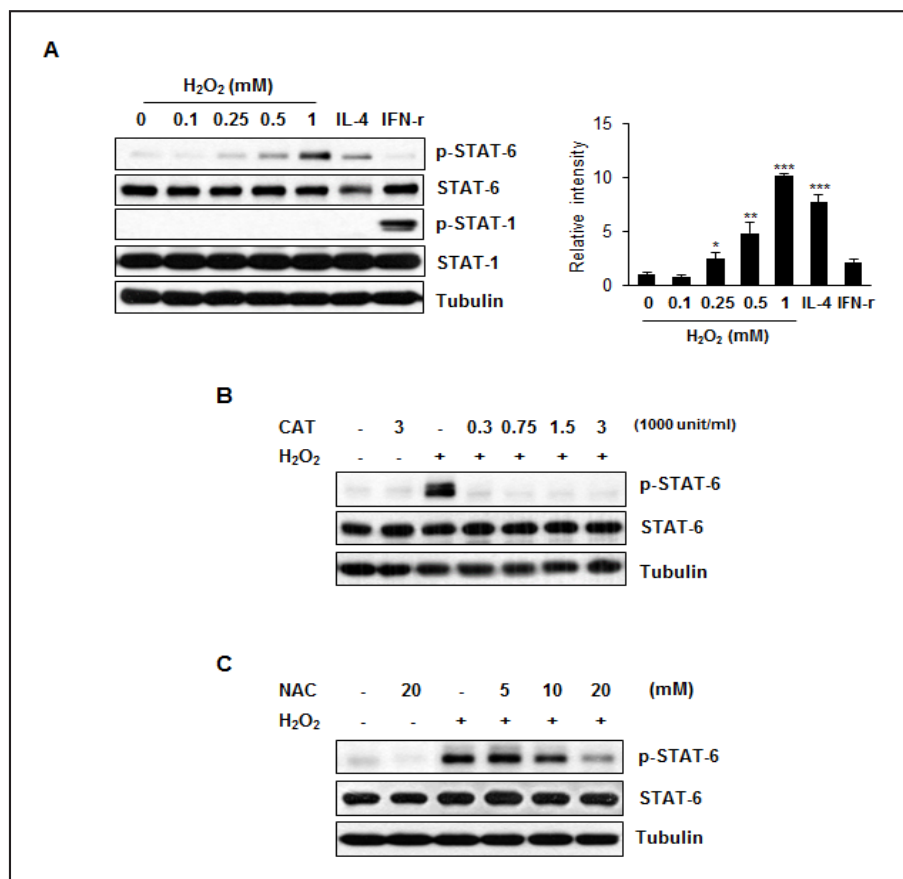 A
H₂O₂ (mM)
0 0.1 0.25 0.5 1 IL-4 IFN-r
p-STAT-6
STAT-6
p-STAT-1
STAT-1
Tubulin
Relative intensity
15
10
5
0
* ** *** ***
0 0.1 0.25 0.5 1 IL-4 IFN-r
H₂O₂ (mM)
B
CAT - 3 - 0.3 0.75 1.5 3 (1000 unit/ml)
H₂O₂ - - + + + + +
p-STAT-6
STAT-6
Tubulin
C
NAC - 20 - 5 10 20 (mM)
H₂O₂ - - + + + +
p-STAT-6
STAT-6
Tubulin